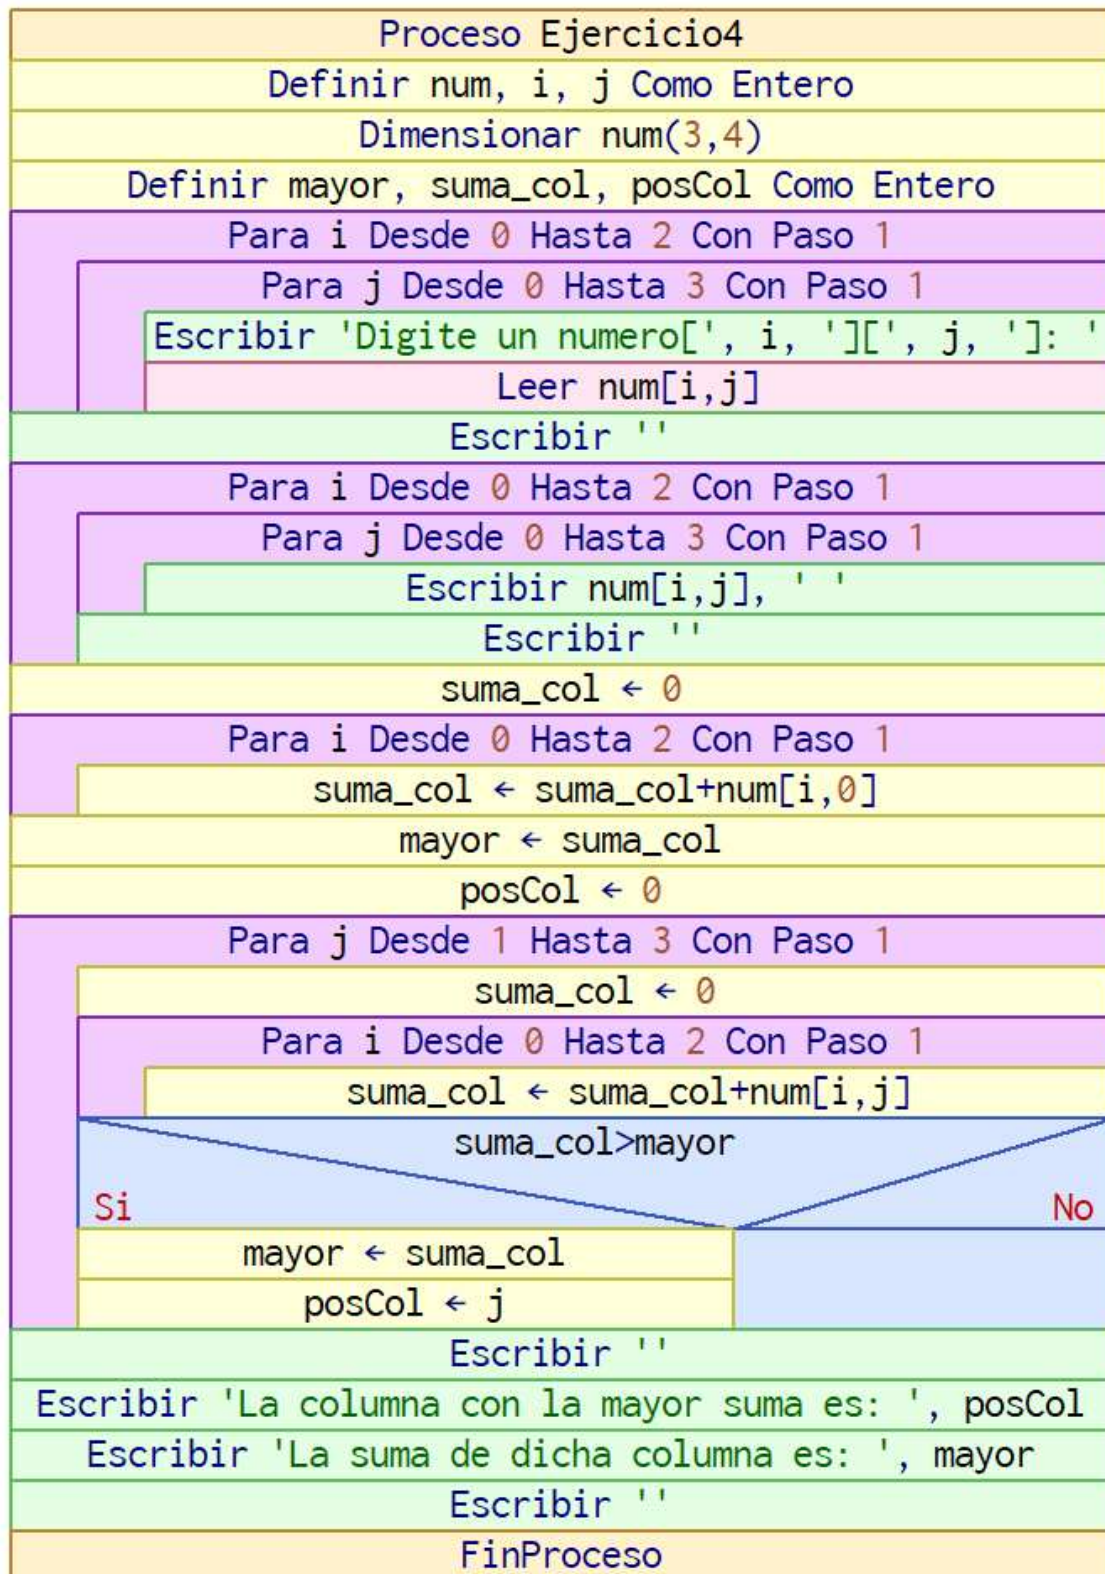 Proceso Ejercicio4
Definir num, i, j Como Entero
Dimensionar num(3,4)
Definir mayor, suma_col, posCol Como Entero
Para i Desde 0 Hasta 2 Con Paso 1
Para j Desde 0 Hasta 3 Con Paso 1
Escribir 'Digite un numero[', i, '][', j, ']: '
Leer num[i,j]
Escribir ''
Para i Desde 0 Hasta 2 Con Paso 1
Para j Desde 0 Hasta 3 Con Paso 1
Escribir num[i,j], ' '
Escribir ''
suma_col ← 0
Para i Desde 0 Hasta 2 Con Paso 1
suma_col ← suma_col+num[i,0]
mayor ← suma_col
posCol ← 0
Para j Desde 1 Hasta 3 Con Paso 1
suma_col ← 0
Para i Desde 0 Hasta 2 Con Paso 1
suma_col ← suma_col+num[i,j]
suma_col>mayor
Si No
mayor ← suma_col
posCol ← j
Escribir ''
Escribir 'La columna con la mayor suma es: ', posCol
Escribir 'La suma de dicha columna es: ', mayor
Escribir ''
FinProceso